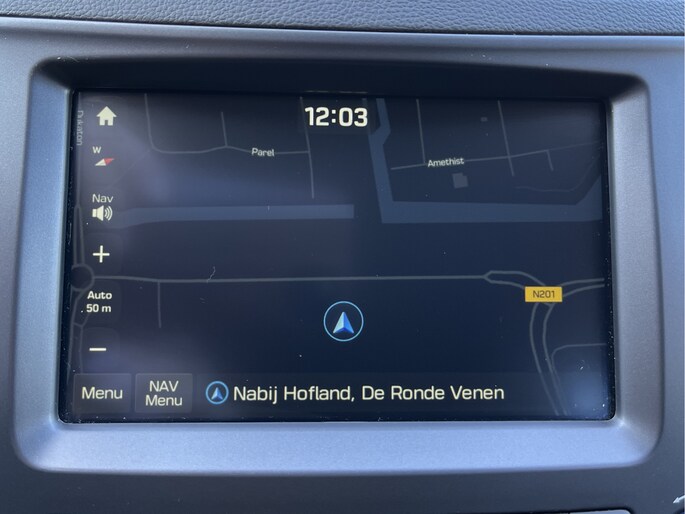 12:03
W
Parel
Amethist
Nav
+
Auto
50 m
N201
−
Menu
NAV
Menu
Nabij Hofland, De Ronde Venen